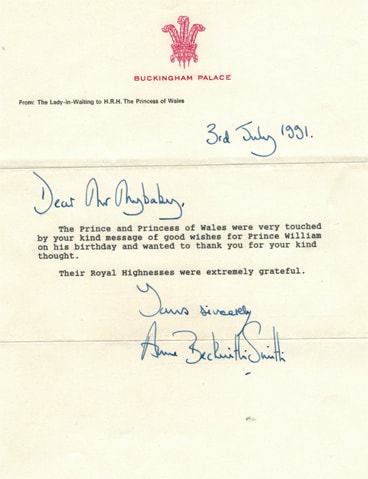 BUCKINGHAM PALACE
From: The Lady-In-Waiting to H.R.H. The Princess of Wales
3rd July 1991.
Dear Mr
The Prince and Princess of Wales were very touched
by your kind message of good wishes for Prince William
on his birthday and wanted to thank you for your kind
thought.
Their Royal Highnesses were extremely grateful.
Yours sincerely
Anne Beckwith-Smith